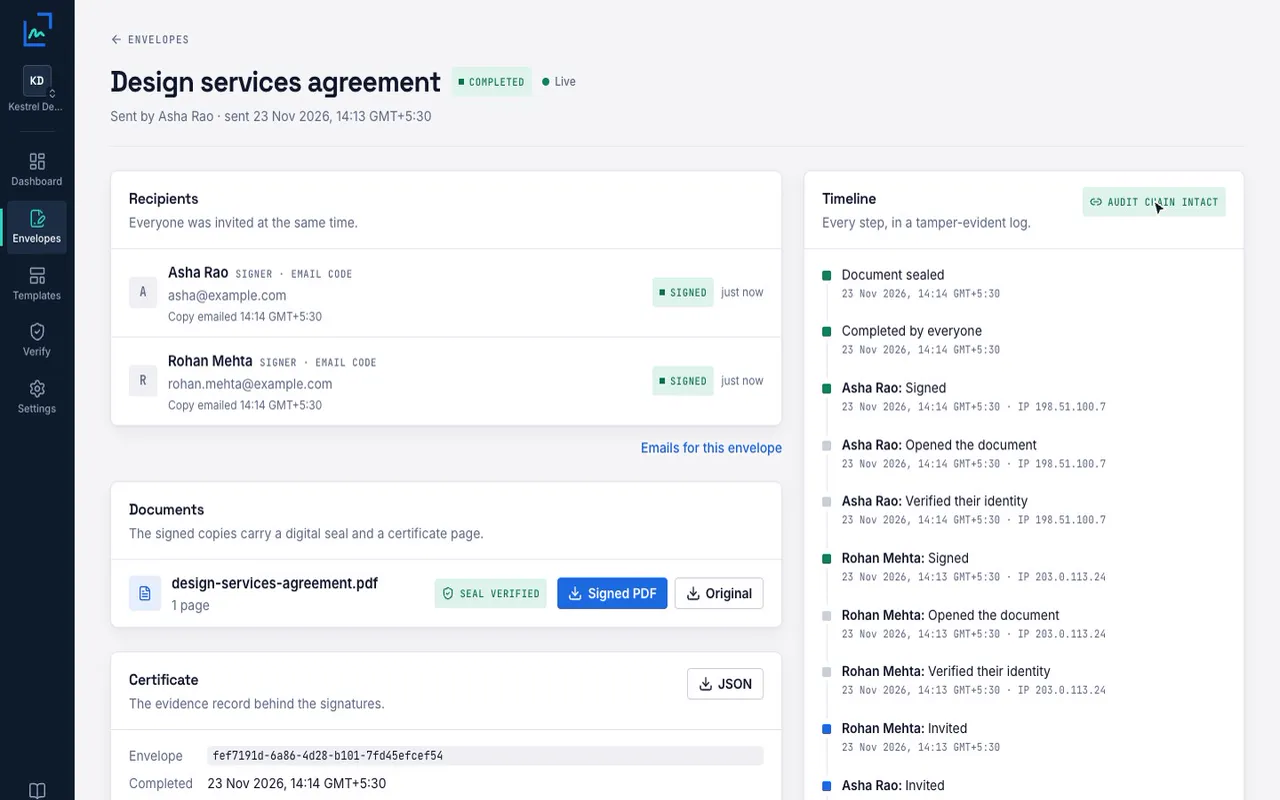 KD
Kestrel De...
Dashboard
Envelopes
Templates
Verify
Settings
← ENVELOPES
Design services agreement
COMPLETED
Live
Sent by Asha Rao · sent 23 Nov 2026, 14:13 GMT+5:30
Recipients
Everyone was invited at the same time.
A
Asha Rao SIGNER · EMAIL CODE
asha@example.com
Copy emailed 14:14 GMT+5:30
SIGNED just now
R
Rohan Mehta SIGNER · EMAIL CODE
rohan.mehta@example.com
Copy emailed 14:14 GMT+5:30
SIGNED just now
Emails for this envelope
Documents
The signed copies carry a digital seal and a certificate page.
design-services-agreement.pdf
1 page
SEAL VERIFIED
Signed PDF
Original
Certificate
The evidence record behind the signatures.
JSON
Envelope fef7191d-6a86-4d28-b101-7fd45efcef54
Completed 23 Nov 2026, 14:14 GMT+5:30
Timeline
Every step, in a tamper-evident log.
AUDIT CHAIN INTACT
Document sealed
23 Nov 2026, 14:14 GMT+5:30
Completed by everyone
23 Nov 2026, 14:14 GMT+5:30
Asha Rao: Signed
23 Nov 2026, 14:14 GMT+5:30 · IP 198.51.100.7
Asha Rao: Opened the document
23 Nov 2026, 14:14 GMT+5:30 · IP 198.51.100.7
Asha Rao: Verified their identity
23 Nov 2026, 14:14 GMT+5:30 · IP 198.51.100.7
Rohan Mehta: Signed
23 Nov 2026, 14:13 GMT+5:30 · IP 203.0.113.24
Rohan Mehta: Opened the document
23 Nov 2026, 14:13 GMT+5:30 · IP 203.0.113.24
Rohan Mehta: Verified their identity
23 Nov 2026, 14:13 GMT+5:30 · IP 203.0.113.24
Rohan Mehta: Invited
23 Nov 2026, 14:13 GMT+5:30
Asha Rao: Invited